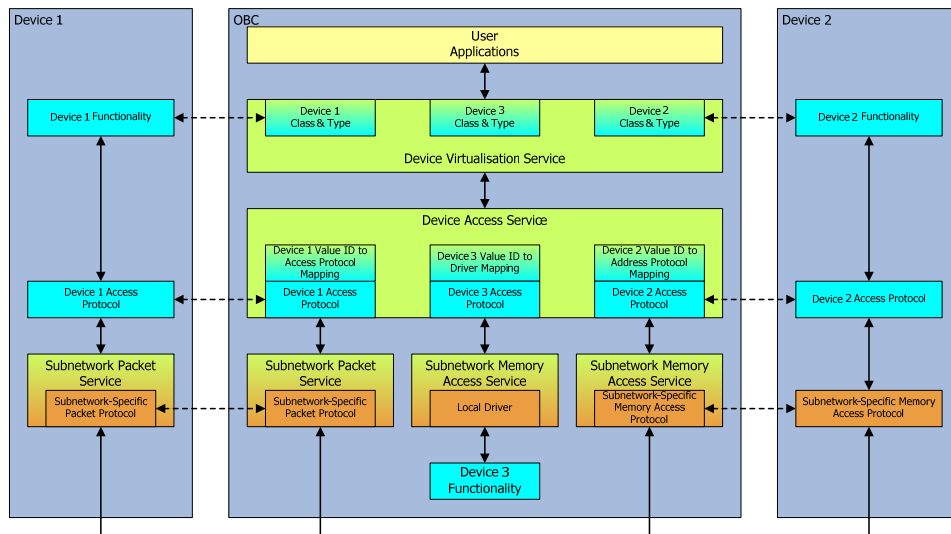 Device 1
Device 1 Functionality
Device 1 Access
Protocol
Subnetwork Packet
Service
Subnetwork-Specific
Packet Protocol
OBC
User
Applications
Device 1
Class & Type
Device 3
Class & Type
Device 2
Class & Type
Device Virtualisation Service
Device Access Service
Device 1 Value ID to
Access Protocol
Mapping
Device 1 Access
Protocol
Device 3 Value ID to
Driver Mapping
Device 3 Access
Protocol
Device 2 Value ID to
Address Protocol
Mapping
Device 2 Access
Protocol
Subnetwork Packet
Service
Subnetwork-Specific
Packet Protocol
Subnetwork Memory
Access Service
Local Driver
Subnetwork Memory
Access Service
Subnetwork-Specific
Memory Access
Protocol
Device 3
Functionality
Device 2
Device 2 Functionality
Device 2 Access Protocol
Subnetwork-Specific Memory
Access Protocol